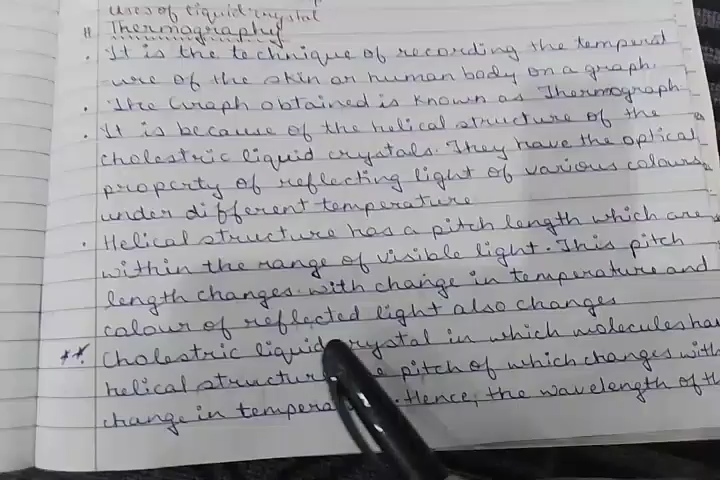 uses of liquid crystal
" Thermography
. It is the technique of recording the temperat
ure of the skin or human body on a graph.
. The Graph obtained is known as Thermograph
. It is because of the helical structure of the
cholestric liquid crystals. They have the optical
property of reflecting light of various colours
under different temperature
. Helical structure has a pitch length which are
within the range of visible light. This pitch
length changes with change in temperature and
colour of reflected light also changes
** Cholestric liquid crystal in which molecules ha
helical structure pitch of which changes with
change in tempera . Hence, the wavelength of th